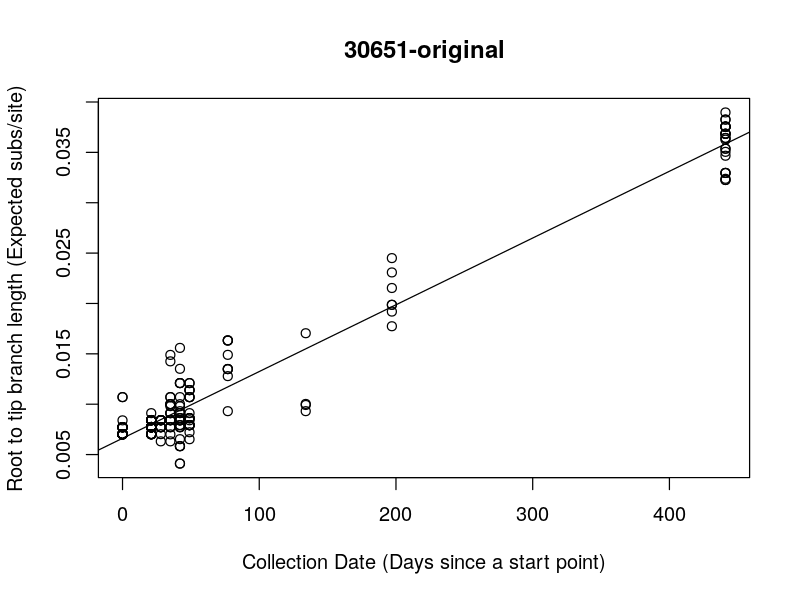 30651-original
Root to tip branch length (Expected subs/site)
0.035
0.025
0.015
0.005
0 100 200 300 400
Collection Date (Days since a start point)